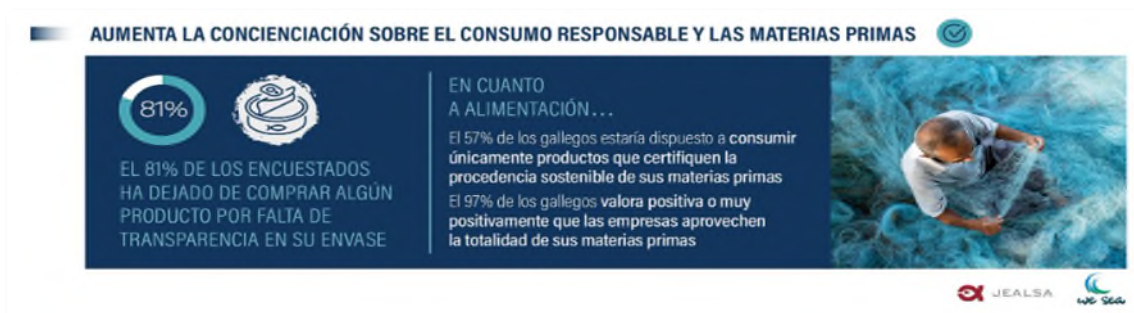 AUMENTA LA CONCIENCIACIÓN SOBRE EL CONSUMO RESPONSABLE Y LAS MATERIAS PRIMAS
81%
EL 81% DE LOS ENCUESTADOS
HA DEJADO DE COMPRAR ALGÚN
PRODUCTO POR FALTA DE
TRANSPARENCIA EN SU ENVASE
EN CUANTO
A ALIMENTACIÓN...
El 57% de los gallegos estaría dispuesto a consumir
únicamente productos que certifiquen la
procedencia sostenible de sus materias primas
El 97% de los gallegos valora positiva o muy
positivamente que las empresas aprovechen
la totalidad de sus materias primas
JEALSA
we sea